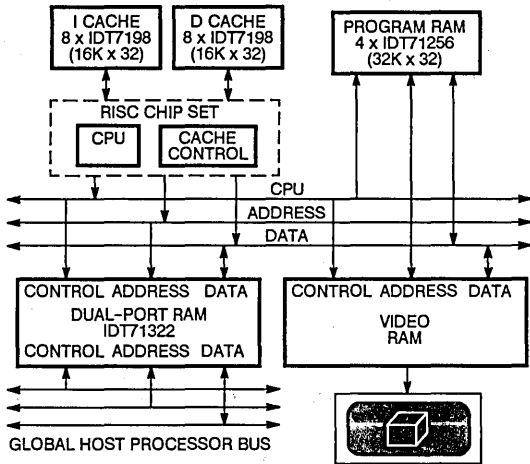 I CACHE
8 x IDT7198
(16K x 32)
D CACHE
8 x IDT7198
(16K x 32)
PROGRAM RAM
4 x IDT71256
(32K x 32)
RISC CHIP SET
CPU
CACHE
CONTROL
CPU
ADDRESS
DATA
CONTROL ADDRESS DATA
DUAL-PORT RAM
IDT71322
CONTROL ADDRESS DATA
CONTROL ADDRESS DATA
VIDEO
RAM
GLOBAL HOST PROCESSOR BUS